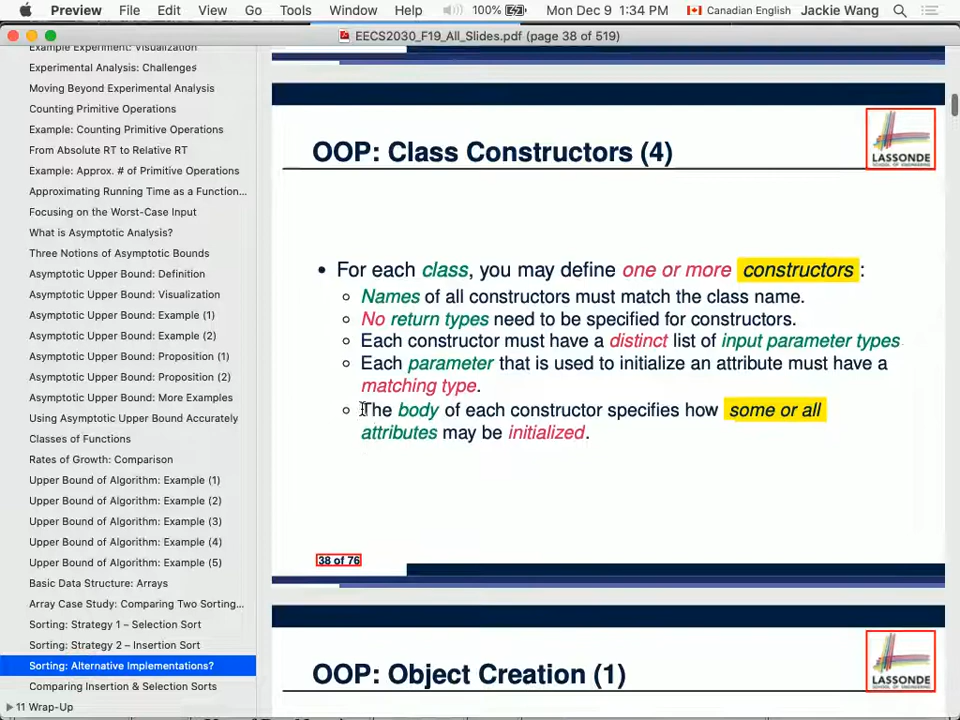 Preview File Edit View Go Tools Window Help 100% Mon Dec 9 1:34 PM Canadian English Jackie Wang
EECS2030_F19_All_Slides.pdf (page 38 of 519)
Example Experiment: Visualization
Experimental Analysis: Challenges
Moving Beyond Experimental Analysis
Counting Primitive Operations
Example: Counting Primitive Operations
From Absolute RT to Relative RT
Example: Approx. # of Primitive Operations
Approximating Running Time as a Function...
Focusing on the Worst-Case Input
What is Asymptotic Analysis?
Three Notions of Asymptotic Bounds
Asymptotic Upper Bound: Definition
Asymptotic Upper Bound: Visualization
Asymptotic Upper Bound: Example (1)
Asymptotic Upper Bound: Example (2)
Asymptotic Upper Bound: Proposition (1)
Asymptotic Upper Bound: Proposition (2)
Asymptotic Upper Bound: More Examples
Using Asymptotic Upper Bound Accurately
Classes of Functions
Rates of Growth: Comparison
Upper Bound of Algorithm: Example (1)
Upper Bound of Algorithm: Example (2)
Upper Bound of Algorithm: Example (3)
Upper Bound of Algorithm: Example (4)
Upper Bound of Algorithm: Example (5)
Basic Data Structure: Arrays
Array Case Study: Comparing Two Sorting...
Sorting: Strategy 1 – Selection Sort
Sorting: Strategy 2 – Insertion Sort
Sorting: Alternative Implementations?
Comparing Insertion & Selection Sorts
11 Wrap-Up
OOP: Class Constructors (4)
LASSONDE
SCHOOL OF ENGINEERING
• For each class, you may define one or more constructors :
◦ Names of all constructors must match the class name.
◦ No return types need to be specified for constructors.
◦ Each constructor must have a distinct list of input parameter types
◦ Each parameter that is used to initialize an attribute must have a
matching type.
◦ The body of each constructor specifies how some or all
attributes may be initialized.
38 of 76
OOP: Object Creation (1)
LASSONDE
SCHOOL OF ENGINEERING